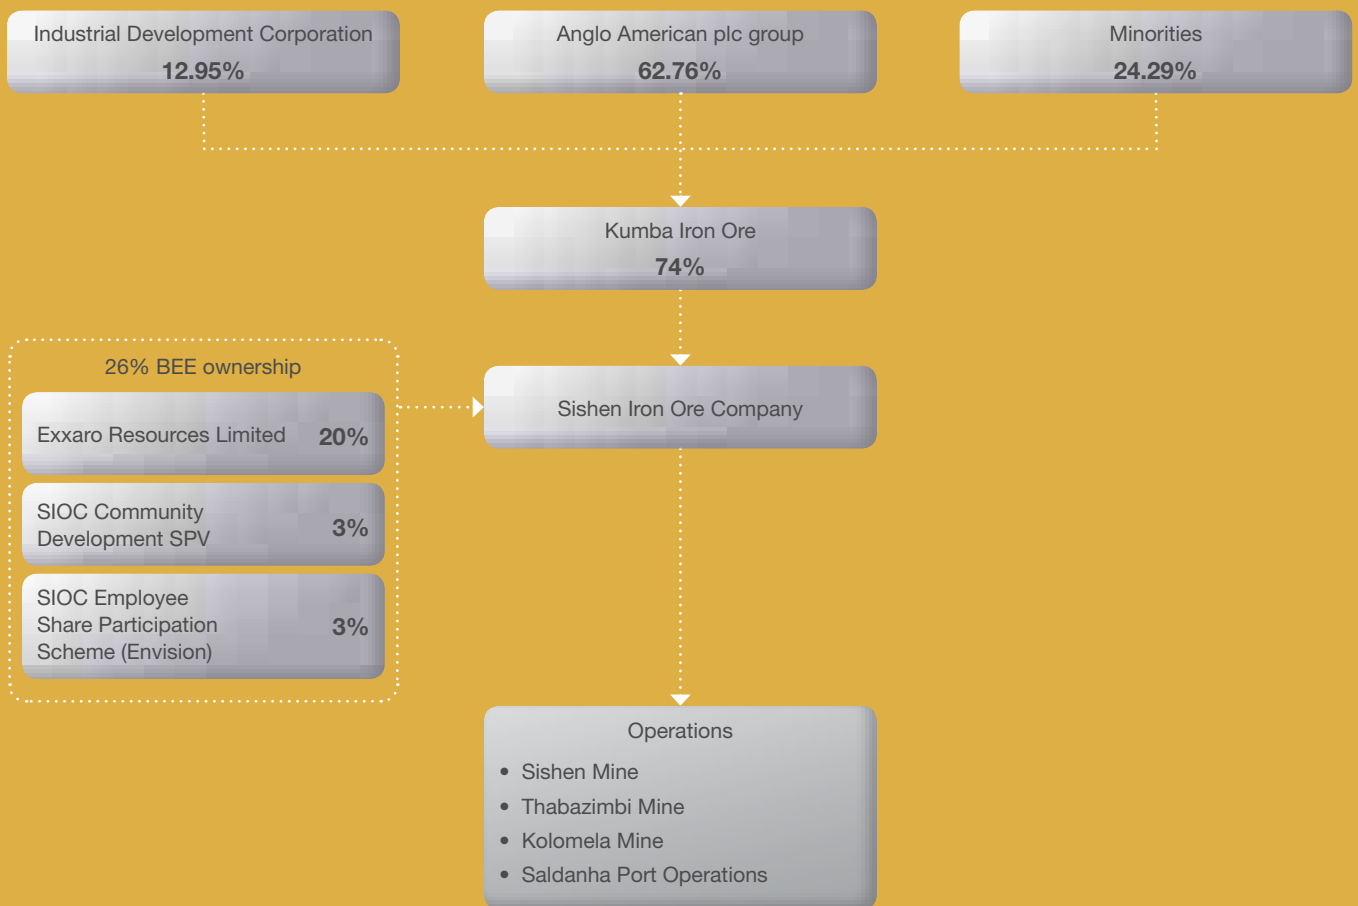 Industrial Development Corporation
12.95%
Anglo American plc group
62.76%
Minorities
24.29%
Kumba Iron Ore
74%
26% BEE ownership
Exxaro Resources Limited 20%
SIOC Community
Development SPV
3%
SIOC Employee
Share Participation
Scheme (Envision)
3%
Sishen Iron Ore Company
Operations
• Sishen Mine
• Thabazimbi Mine
• Kolomela Mine
• Saldanha Port Operations